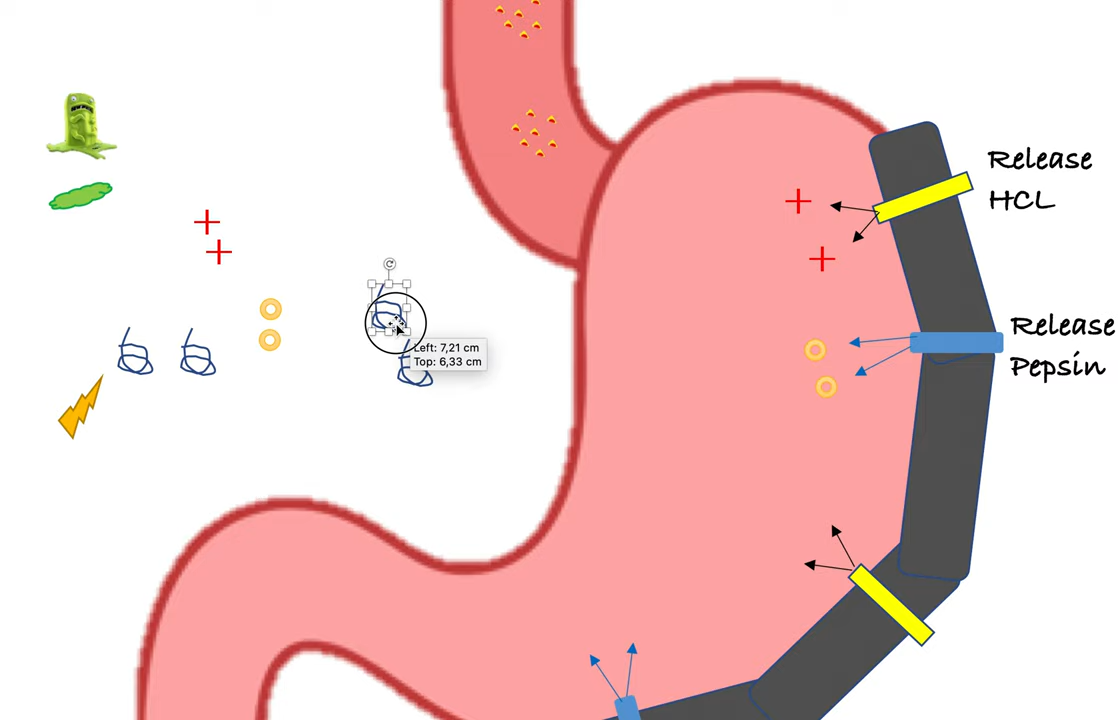 Release
HCL
Release
Pepsin
Left: 7,21 cm
Top: 6,33 cm